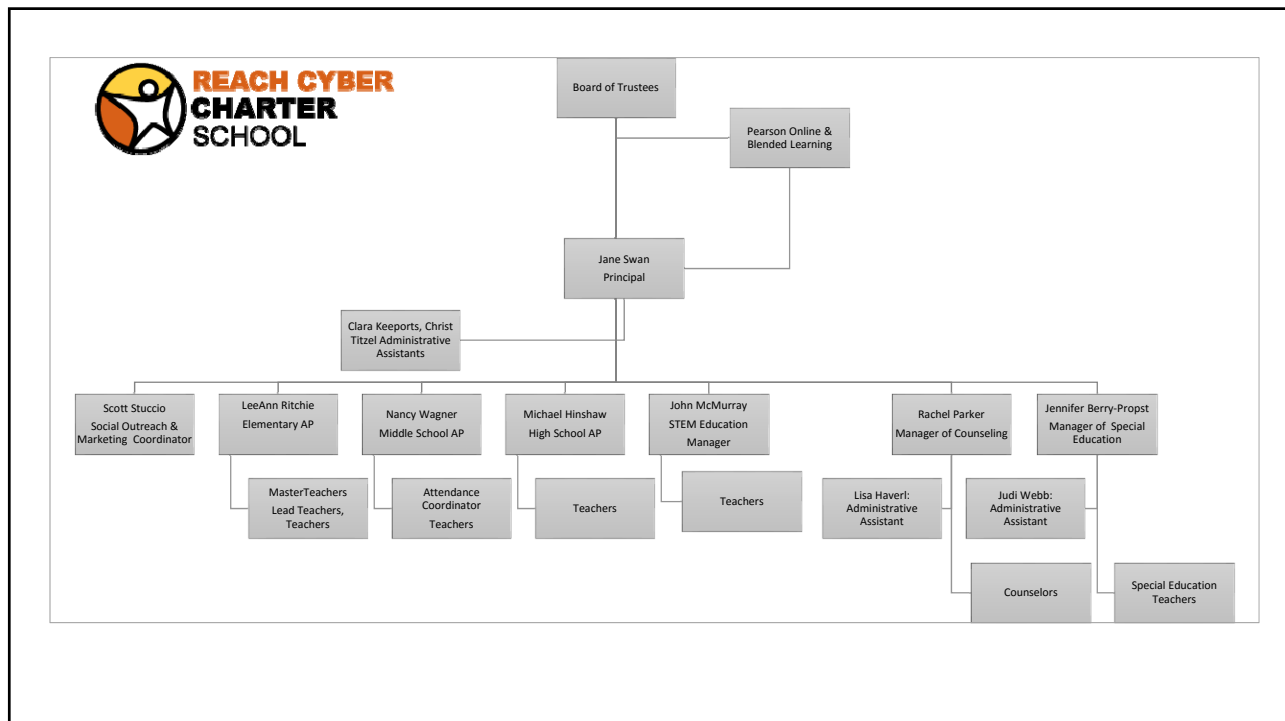 REACH CYBER
CHARTER
SCHOOL
Board of Trustees
Pearson Online &
Blended Learning
Jane Swan
Principal
Clara Keeports, Christ
Titzel Administrative
Assistants
Scott Stuccio
Social Outreach &
Marketing Coordinator
LeeAnn Ritchie
Elementary AP
Nancy Wagner
Middle School AP
Michael Hinshaw
High School AP
John McMurray
STEM Education
Manager
Rachel Parker
Manager of Counseling
Jennifer Berry-Propst
Manager of Special
Education
MasterTeachers
Lead Teachers,
Teachers
Attendance
Coordinator
Teachers
Teachers
Teachers
Lisa Haverl:
Administrative
Assistant
Judi Webb:
Administrative
Assistant
Counselors
Special Education
Teachers